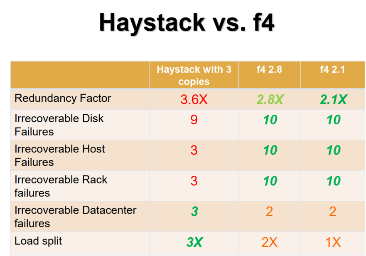 Haystack vs. f4
Haystack with 3
copies
f4 2.8
f4 2.1
Redundancy Factor
3.6X
2.8X
2.1X
Irrecoverable Disk
Failures
9
10
10
Irrecoverable Host
Failures
3
10
10
Irrecoverable Rack
failures
3
10
10
Irrecoverable Datacenter
failures
3
2
2
Load split
3X
2X
1X